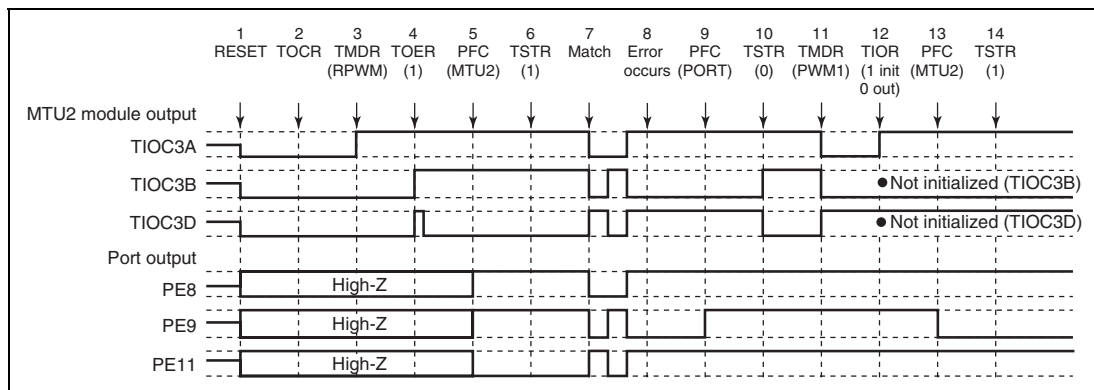 1 2 3 4 5 6 7 8 9 10 11 12 13 14
RESET TOCR TMDR TOER PFC TSTR Match Error PFC TSTR TMDR TIOR PFC TSTR
(RPWM) (1) (MTU2) (1) occurs (PORT) (0) (PWM1) (1 init (MTU2) (1)
0 out)
MTU2 module output
TIOC3A
TIOC3B
Not initialized (TIOC3B)
TIOC3D
Not initialized (TIOC3D)
Port output
PE8
High-Z
PE9
High-Z
PE11
High-Z